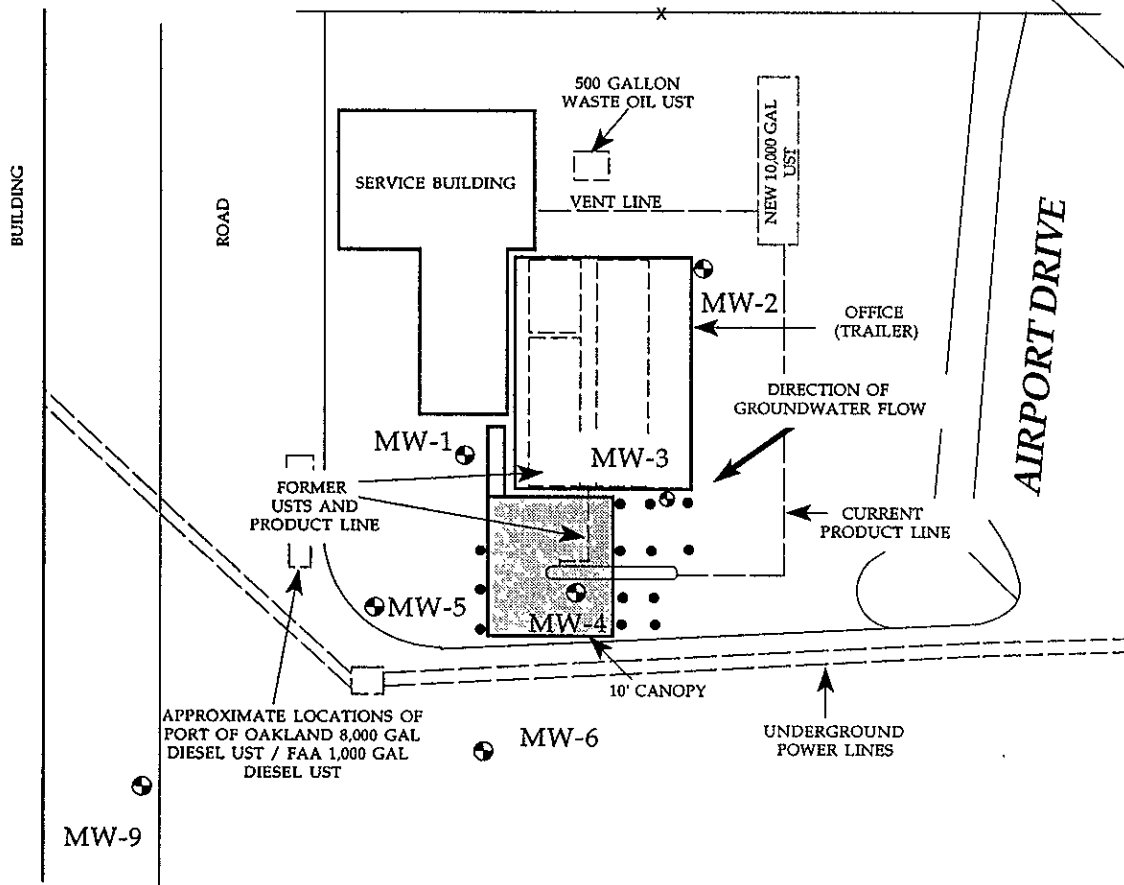 X
500 GALLON
WASTE OIL UST
BUILDING
ROAD
SERVICE BUILDING
VENT LINE
NEW 10,000 GAL
UST
MW-2
OFFICE
(TRAILER)
AIRPORT DRIVE
DIRECTION OF
GROUNDWATER FLOW
MW-1
MW-3
FORMER
USTS AND
PRODUCT LINE
CURRENT
PRODUCT LINE
MW-5
MW-4
10' CANOPY
APPROXIMATE LOCATIONS OF
PORT OF OAKLAND 8,000 GAL
DIESEL UST / FAA 1,000 GAL
DIESEL UST
MW-6
UNDERGROUND
POWER LINES
MW-9